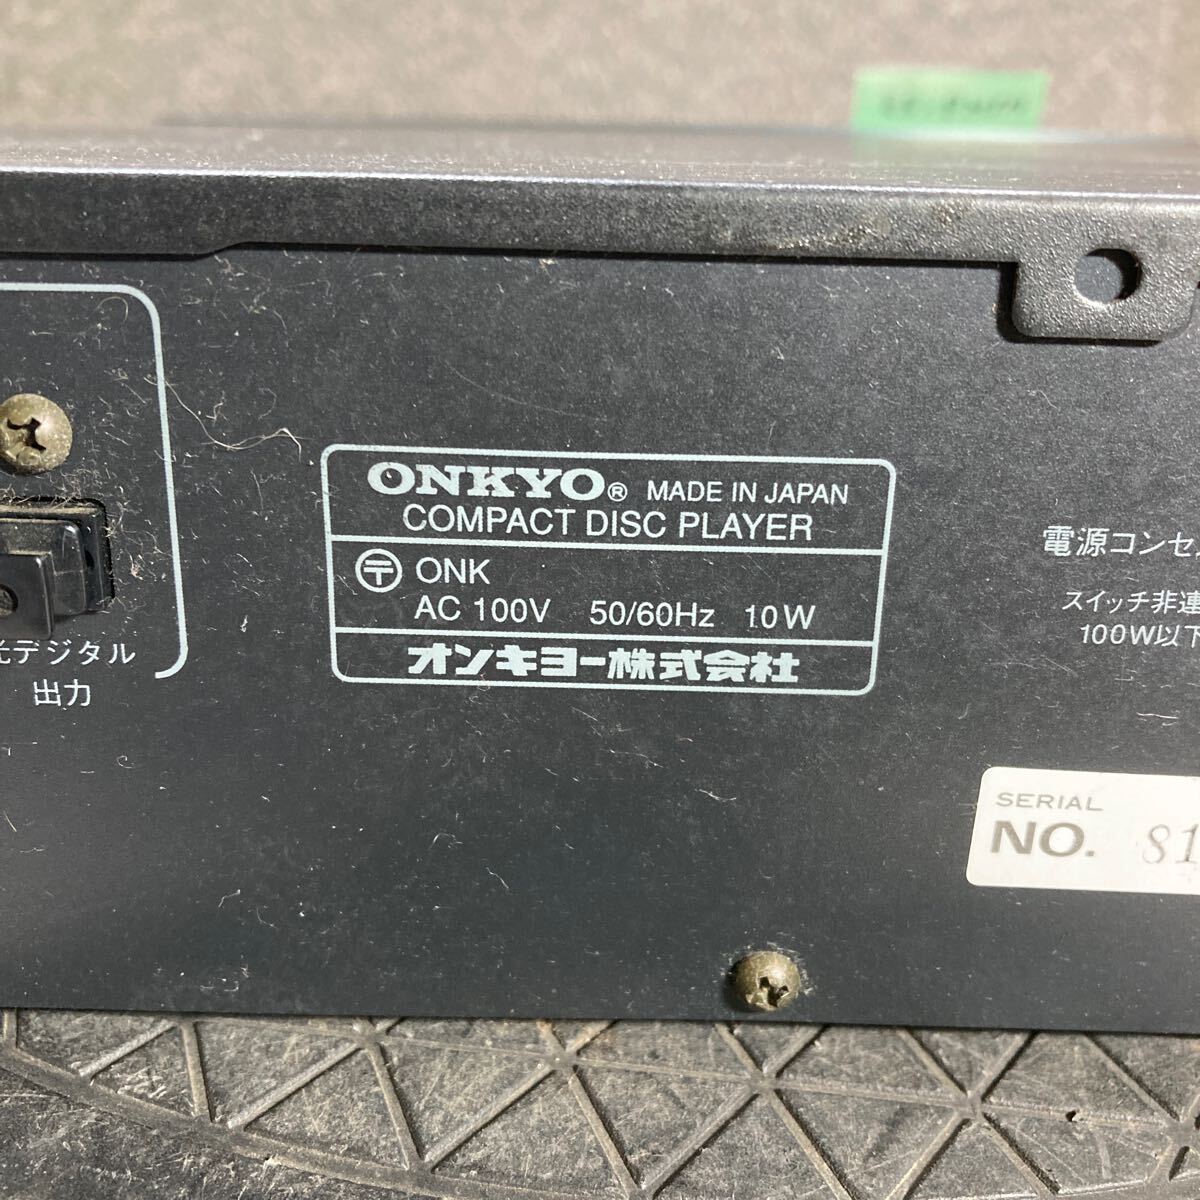 ONKYO® MADE IN JAPAN
COMPACT DISC PLAYER
〶 ONK
AC 100V 50/60Hz 10W
オンキヨー株式会社
光デジタル
出力
電源コンセ
スイッチ非連
100W以下
SERIAL
NO. 81